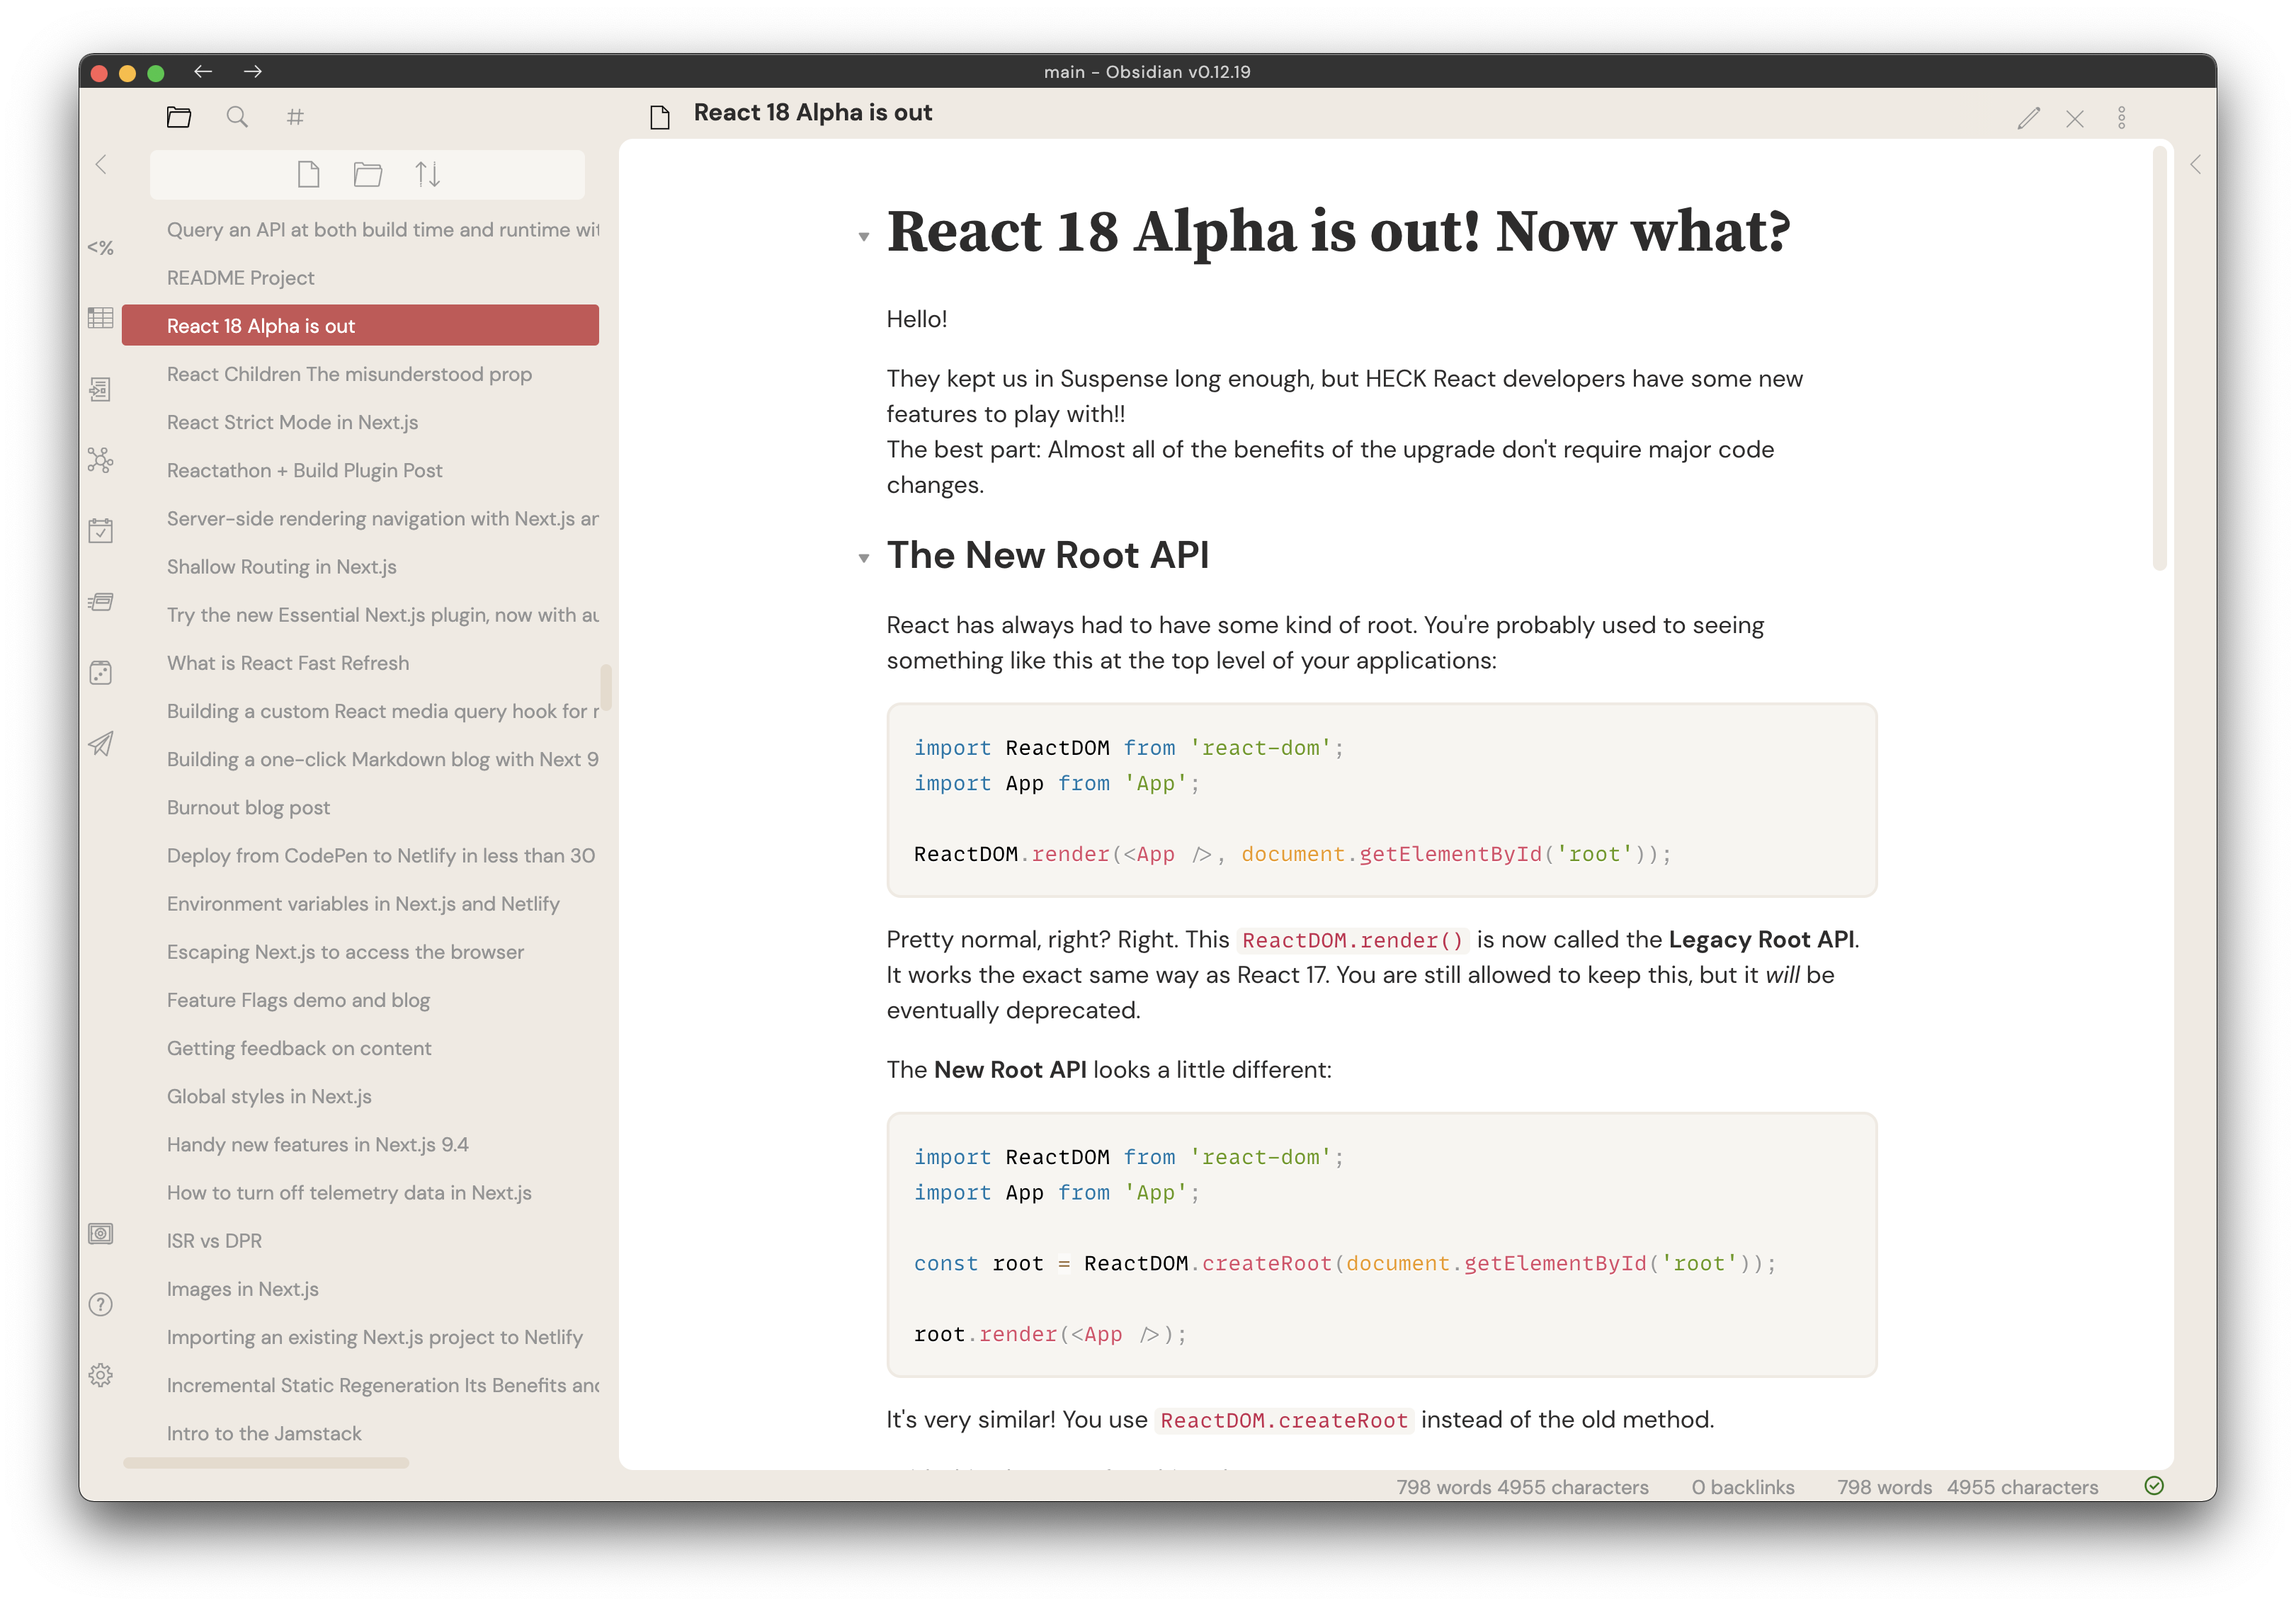 main - Obsidian v0.12.19
React 18 Alpha is out
<%
Query an API at both build time and runtime wit
README Project
React 18 Alpha is out
React Children The misunderstood prop
React Strict Mode in Next.js
Reactathon + Build Plugin Post
Server-side rendering navigation with Next.js an
Shallow Routing in Next.js
Try the new Essential Next.js plugin, now with au
What is React Fast Refresh
Building a custom React media query hook for r
Building a one-click Markdown blog with Next 9
Burnout blog post
Deploy from CodePen to Netlify in less than 30
Environment variables in Next.js and Netlify
Escaping Next.js to access the browser
Feature Flags demo and blog
Getting feedback on content
Global styles in Next.js
Handy new features in Next.js 9.4
How to turn off telemetry data in Next.js
ISR vs DPR
Images in Next.js
Importing an existing Next.js project to Netlify
Incremental Static Regeneration Its Benefits and
Intro to the Jamstack
React 18 Alpha is out! Now what?
Hello!
They kept us in Suspense long enough, but HECK React developers have some new
features to play with!!
The best part: Almost all of the benefits of the upgrade don't require major code
changes.
The New Root API
React has always had to have some kind of root. You're probably used to seeing
something like this at the top level of your applications:
import ReactDOM from 'react-dom';
import App from 'App';
ReactDOM.render(<App />, document.getElementById('root'));
Pretty normal, right? Right. This ReactDOM.render() is now called the Legacy Root API.
It works the exact same way as React 17. You are still allowed to keep this, but it will be
eventually deprecated.
The New Root API looks a little different:
import ReactDOM from 'react-dom';
import App from 'App';
const root = ReactDOM.createRoot(document.getElementById('root'));
root.render(<App />);
It's very similar! You use ReactDOM.createRoot instead of the old method.
798 words 4955 characters
0 backlinks
798 words
4955 characters